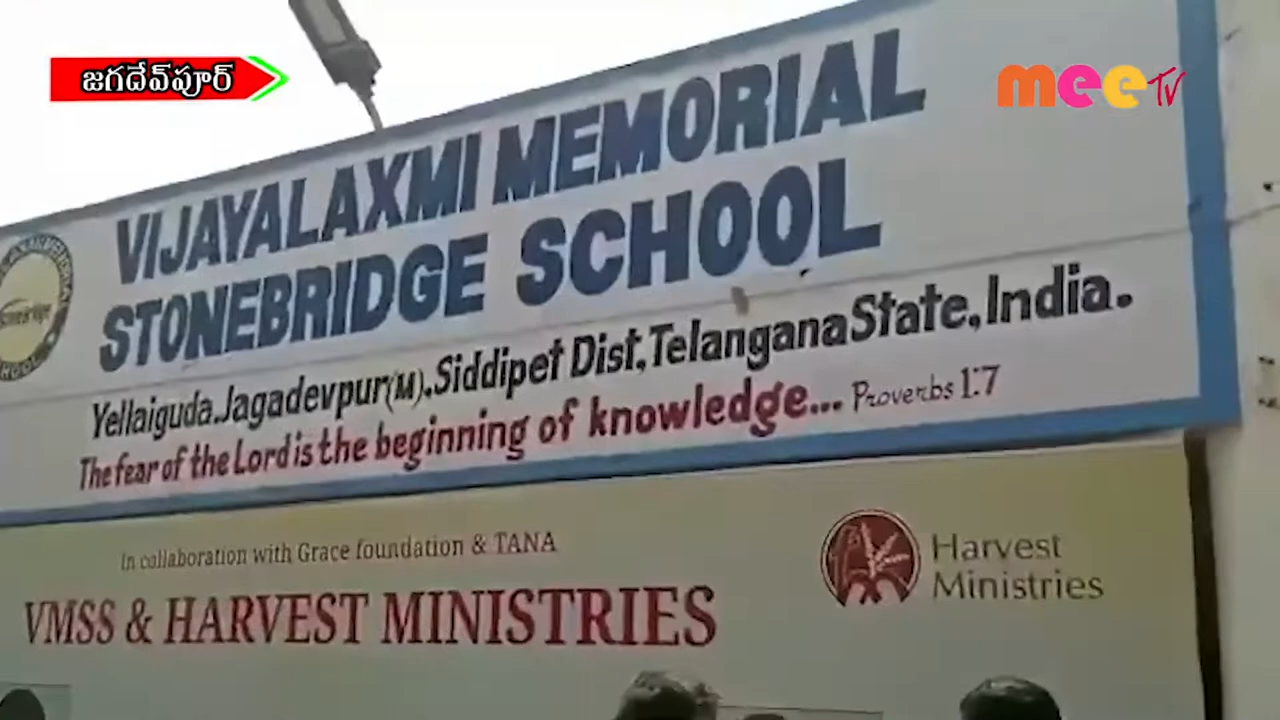 జగదేవ్‌పూర్
meeTV
VIJAYALAXMI MEMORIAL
STONEBRIDGE SCHOOL
Yellaiguda.Jagadevpur(M).Siddipet Dist,Telangana State,India.
The fear of the Lord is the beginning of knowledge... Proverbs 1:7
In collaboration with Grace foundation & TANA
VMSS & HARVEST MINISTRIES
Harvest
Ministries